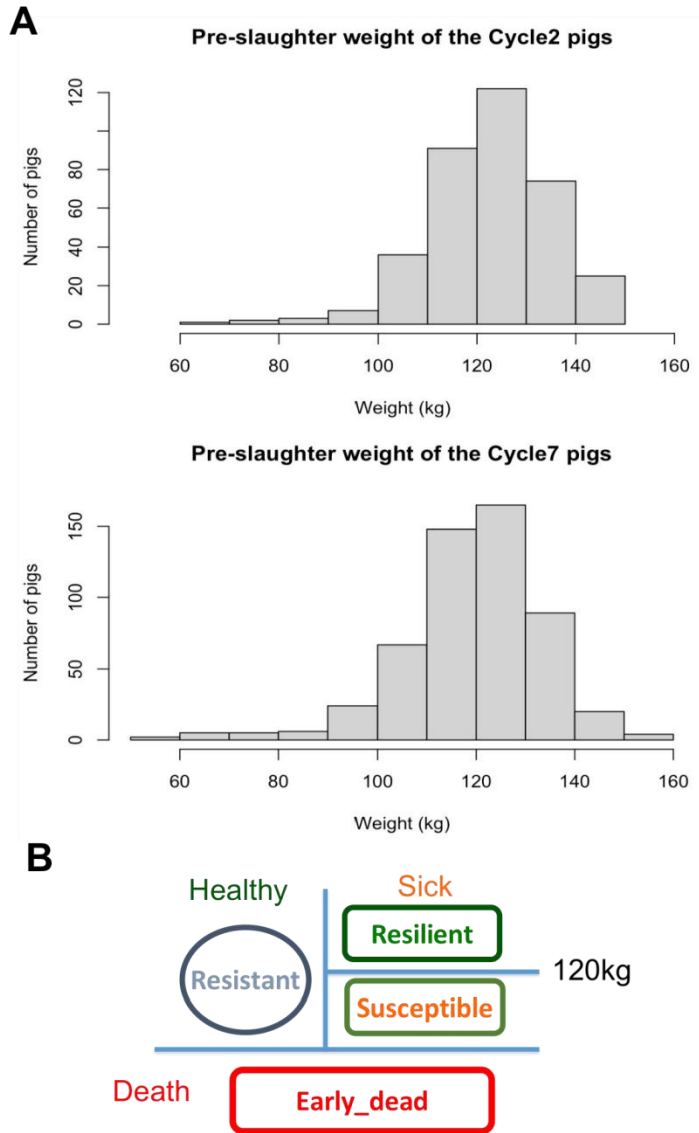 A
Pre-slaughter weight of the Cycle2 pigs
Number of pigs
120
80
60
40
20
0
60 80 100 120 140 160
Weight (kg)
Pre-slaughter weight of the Cycle7 pigs
Number of pigs
150
100
50
0
60 80 100 120 140 160
Weight (kg)
B
Healthy Sick
Resilient
Resistant 120kg
Susceptible
Death Early_dead